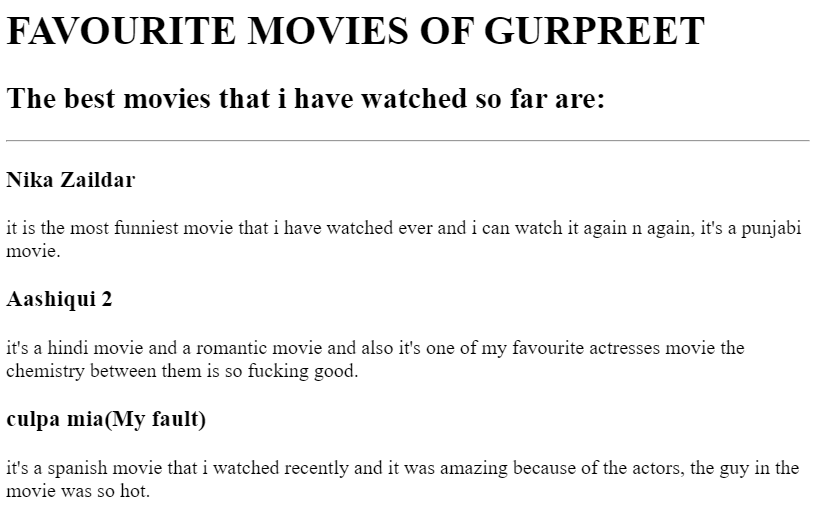 FAVOURITE MOVIES OF GURPREET
The best movies that i have watched so far are:
Nika Zaildar
it is the most funniest movie that i have watched ever and i can watch it again n again, it's a punjabi
movie.
Aashiqui 2
it's a hindi movie and a romantic movie and also it's one of my favourite actresses movie the
chemistry between them is so fucking good.
culpa mia(My fault)
it's a spanish movie that i watched recently and it was amazing because of the actors, the guy in the
movie was so hot.